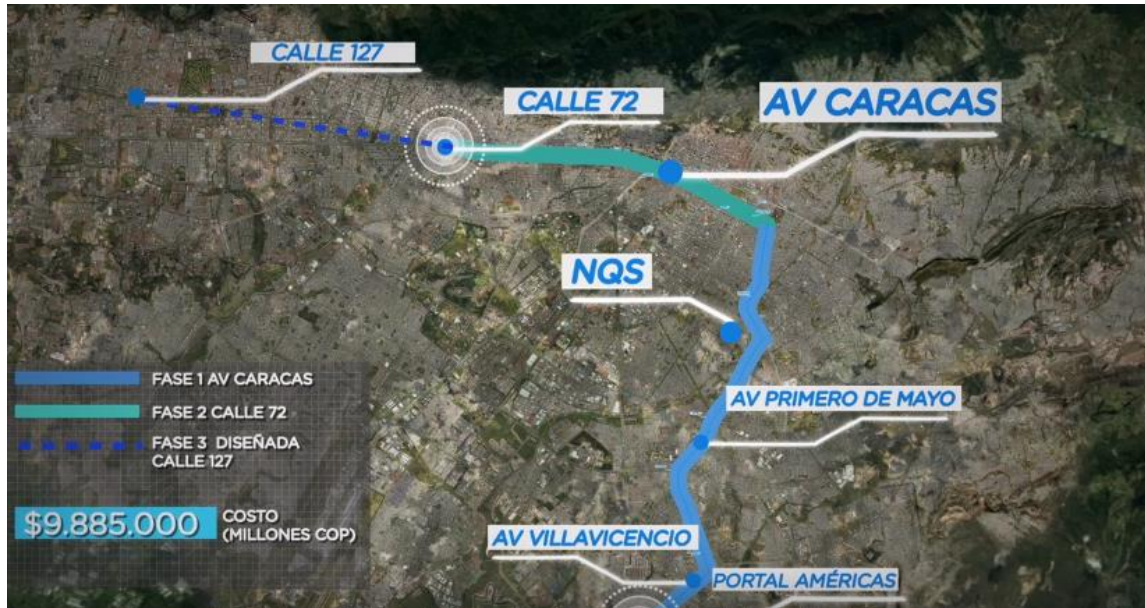 CALLE 127
CALLE 72
AV CARACAS
NQS
FASE 1 AV CARACAS
FASE 2 CALLE 72
FASE 3 DISEÑADA
CALLE 127
AV PRIMERO DE MAYO
$9.885.000
COSTO
(MILLONES COP)
AV VILLAVICENCIO
PORTAL AMÉRICAS